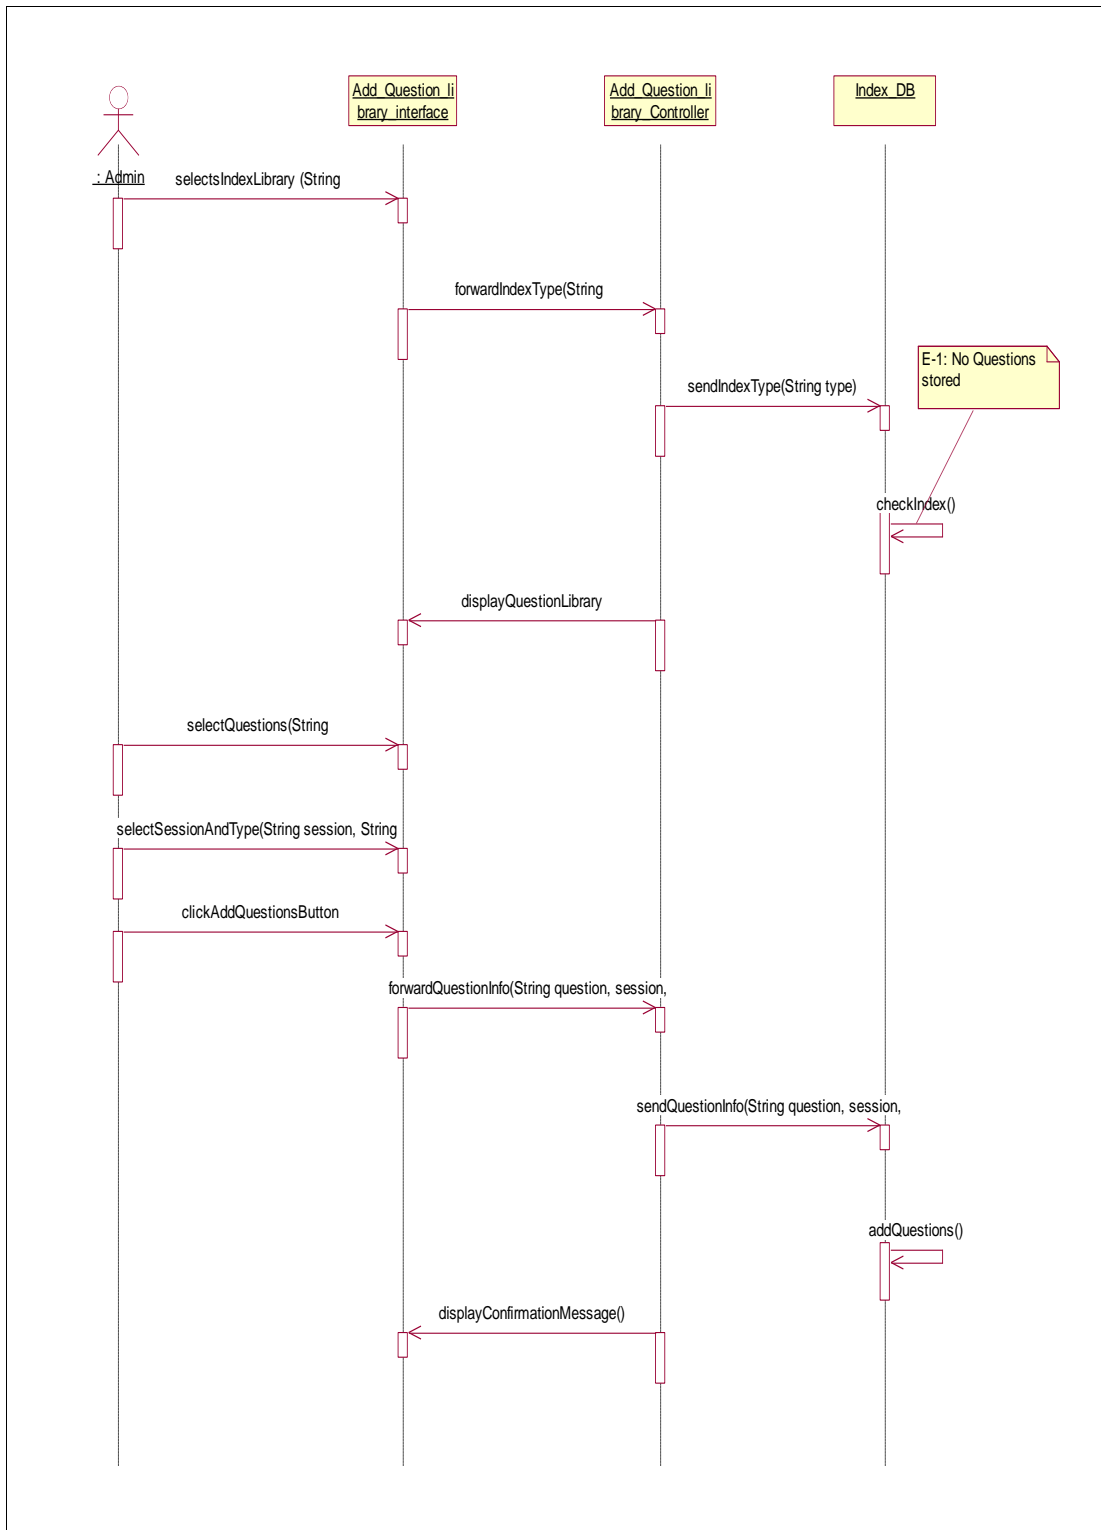 Add_Question_li
brary_interface
Add_Question_li
brary_Controller
Index_DB
: Admin
selectsIndexLibrary (String
forwardIndexType(String
E-1: No Questions
stored
sendIndexType(String type)
checkIndex()
displayQuestionLibrary
selectQuestions(String
selectSessionAndType(String session, String
clickAddQuestionsButton
forwardQuestionInfo(String question, session,
sendQuestionInfo(String question, session,
addQuestions()
displayConfirmationMessage()